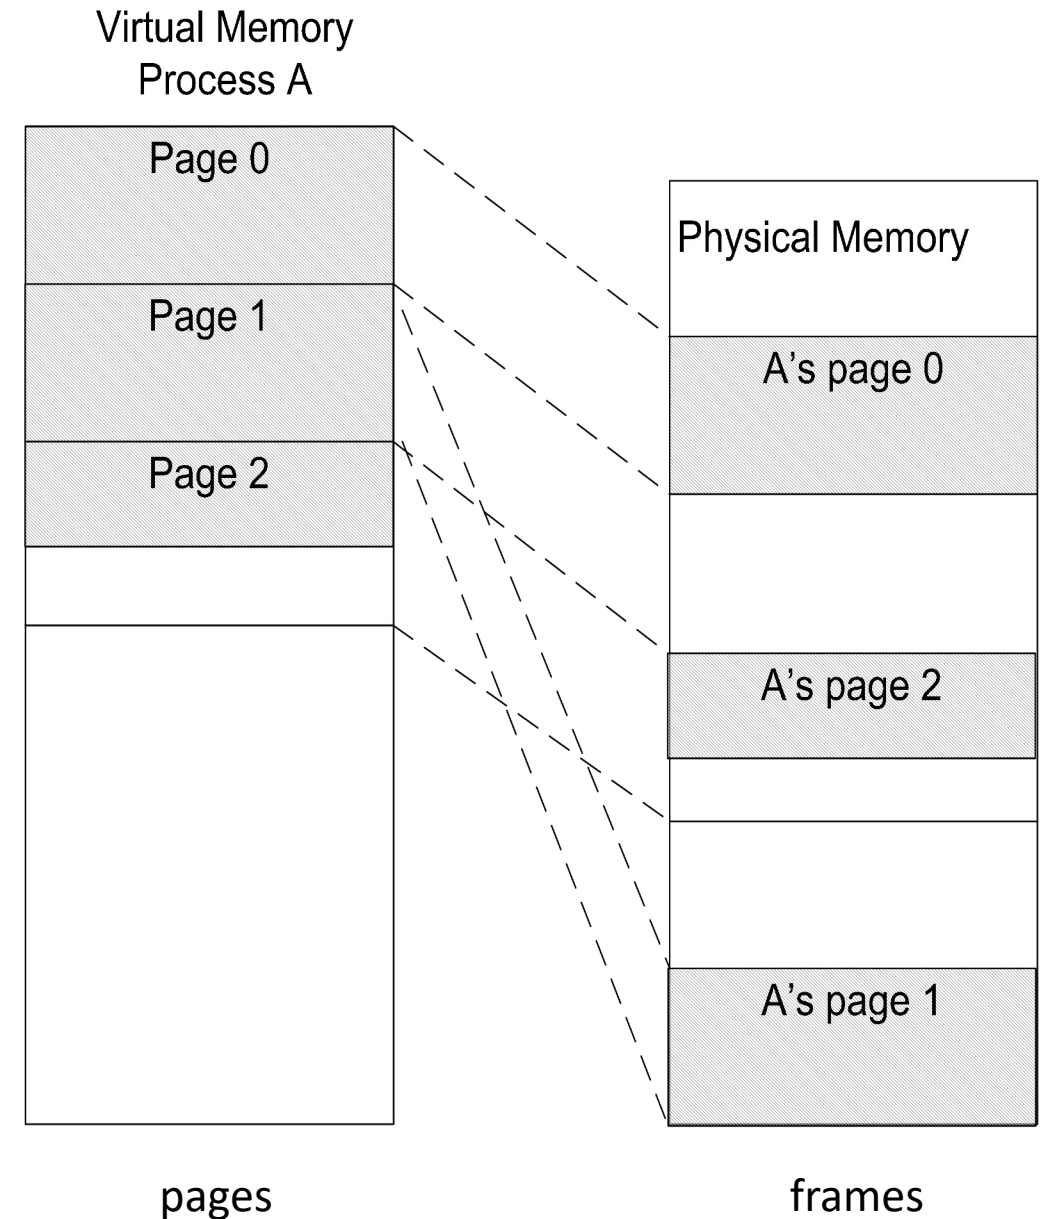 Virtual Memory
Process A
Page 0
Page 1
Page 2
Physical Memory
A's page 0
A's page 2
A's page 1
pages
frames